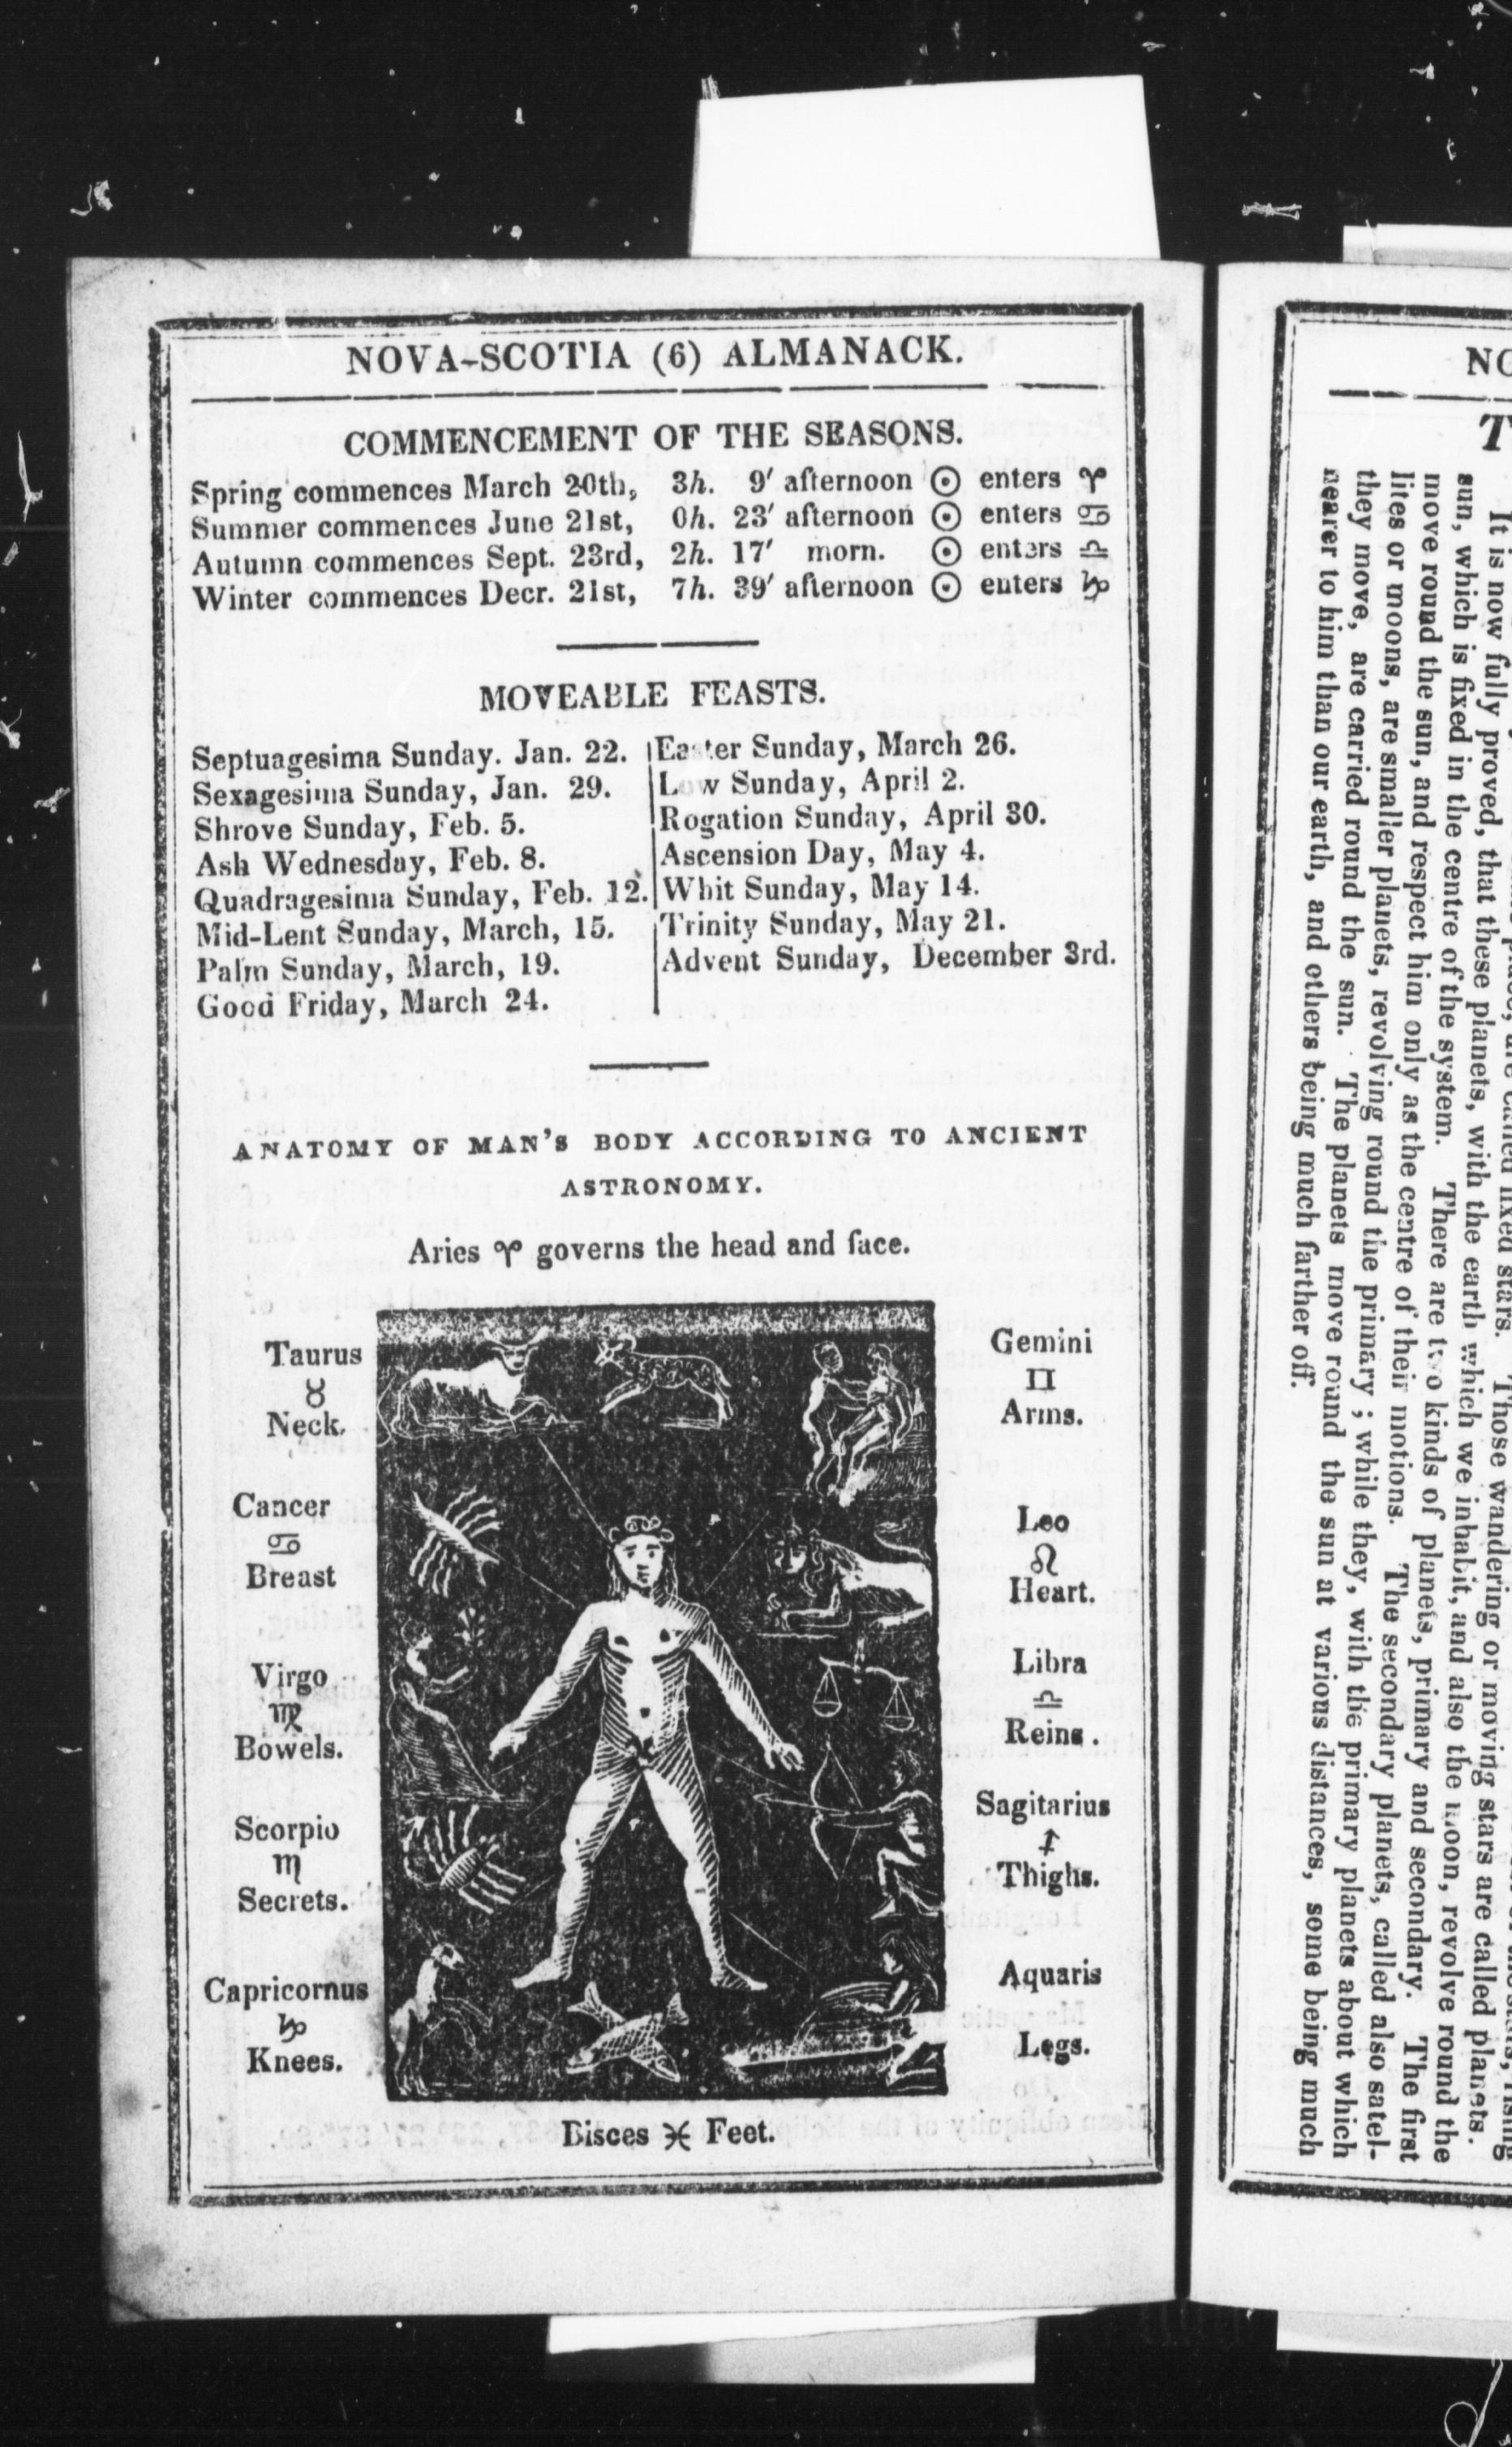 NOVA-SCOTIA (6) ALMANACK.
COMMENCEMENT OF THE SEASONS.
Spring commences March 20th, 3h. 9′ afternoon ☉ enters ♈
Summer commences June 21st, 0h. 23′ afternoon ☉ enters ♋
Autumn commences Sept. 23rd, 2h. 17′ morn. ☉ enters ♎
Winter commences Decr. 21st, 7h. 39′ afternoon ☉ enters ♑
MOVEABLE FEASTS.
Septuagesima Sunday. Jan. 22.
Sexagesima Sunday, Jan. 29.
Shrove Sunday, Feb. 5.
Ash Wednesday, Feb. 8.
Quadragesima Sunday, Feb. 12.
Mid-Lent Sunday, March, 15.
Palm Sunday, March, 19.
Good Friday, March 24.
Easter Sunday, March 26.
Low Sunday, April 2.
Rogation Sunday, April 30.
Ascension Day, May 4.
Whit Sunday, May 14.
Trinity Sunday, May 21.
Advent Sunday, December 3rd.
ANATOMY OF MAN'S BODY ACCORDING TO ANCIENT
ASTRONOMY.
Aries ♈ governs the head and face.
Taurus
♉
Neck.
Cancer
♋
Breast
Virgo
♍
Bowels.
Scorpio
♏
Secrets.
Capricornus
♑
Knees.
Gemini
♊
Arms.
Leo
♌
Heart.
Libra
♎
Reins.
Sagitarius
♐
Thighs.
Aquaris
Legs.
Bisces ♓ Feet.
NO
T
It is now fully proved, that these planets, with the earth which we inhabit, and also the moon, revolve round the
sun, which is fixed in the centre of the system. There are two kinds of planets, primary and secondary. The first
move round the sun, and respect him only as the centre of their motions. The secondary planets, called also satel-
lites or moons, are smaller planets, revolving round the primary; while they, with the primary planets about which
they move, are carried round the sun. The planets move round the sun at various distances, some being much
nearer to him than our earth, and others being much farther off.
fixed stars. Those wandering or moving stars are called planets.